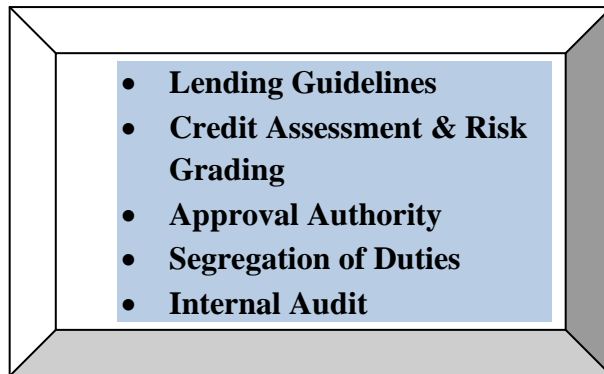 • Lending Guidelines
• Credit Assessment & Risk
Grading
• Approval Authority
• Segregation of Duties
• Internal Audit